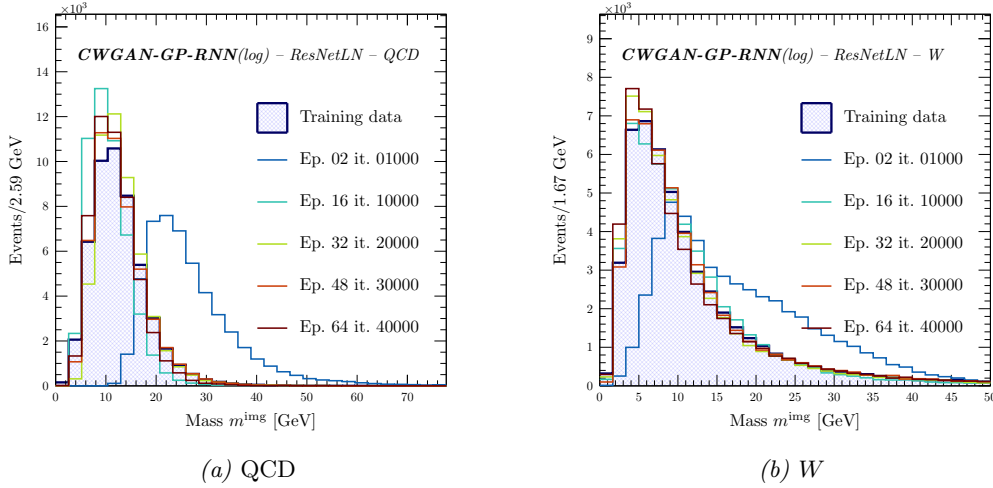 ×10³
CWGAN-GP-RNN(log) – ResNetLN – QCD
Training data
Ep. 02 it. 01000
Ep. 16 it. 10000
Ep. 32 it. 20000
Ep. 48 it. 30000
Ep. 64 it. 40000
Events/2.59 GeV
16
14
12
10
8
6
4
2
0
0 10 20 30 40 50 60 70
Mass m^img [GeV]
(a) QCD
×10³
CWGAN-GP-RNN(log) – ResNetLN – W
Training data
Ep. 02 it. 01000
Ep. 16 it. 10000
Ep. 32 it. 20000
Ep. 48 it. 30000
Ep. 64 it. 40000
Events/1.67 GeV
9
8
7
6
5
4
3
2
1
0
0 5 10 15 20 25 30 35 40 45 50
Mass m^img [GeV]
(b) W